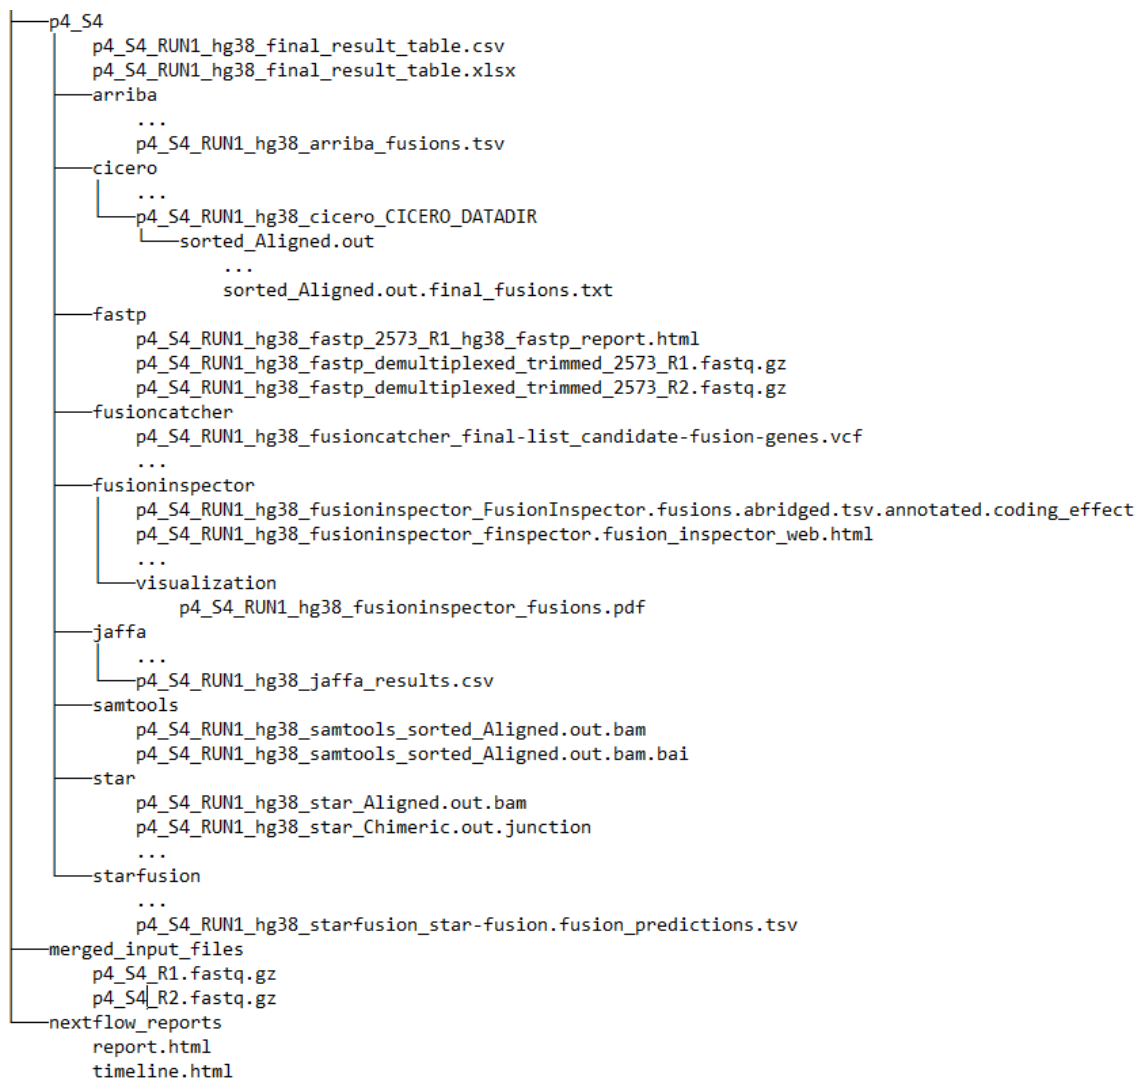 p4_S4
p4_S4_RUN1_hg38_final_result_table.csv
p4_S4_RUN1_hg38_final_result_table.xlsx
arriba
...
p4_S4_RUN1_hg38_arriba_fusions.tsv
cicero
...
p4_S4_RUN1_hg38_cicero_CICERO_DATADIR
sorted_Aligned.out
...
sorted_Aligned.out.final_fusions.txt
fastp
p4_S4_RUN1_hg38_fastp_2573_R1_hg38_fastp_report.html
p4_S4_RUN1_hg38_fastp_demultiplexed_trimmed_2573_R1.fastq.gz
p4_S4_RUN1_hg38_fastp_demultiplexed_trimmed_2573_R2.fastq.gz
fusioncatcher
p4_S4_RUN1_hg38_fusioncatcher_final-list_candidate-fusion-genes.vcf
...
fusioninspector
p4_S4_RUN1_hg38_fusioninspector_FusionInspector.fusions.abridged.tsv.annotated.coding_effect
p4_S4_RUN1_hg38_fusioninspector_finspector.fusion_inspector_web.html
...
visualization
p4_S4_RUN1_hg38_fusioninspector_fusions.pdf
jaffa
...
p4_S4_RUN1_hg38_jaffa_results.csv
samtools
p4_S4_RUN1_hg38_samtools_sorted_Aligned.out.bam
p4_S4_RUN1_hg38_samtools_sorted_Aligned.out.bam.bai
star
p4_S4_RUN1_hg38_star_Aligned.out.bam
p4_S4_RUN1_hg38_star_Chimeric.out.junction
...
starfusion
...
p4_S4_RUN1_hg38_starfusion_star-fusion.fusion_predictions.tsv
merged_input_files
p4_S4_R1.fastq.gz
p4_S4_R2.fastq.gz
nextflow_reports
report.html
timeline.html